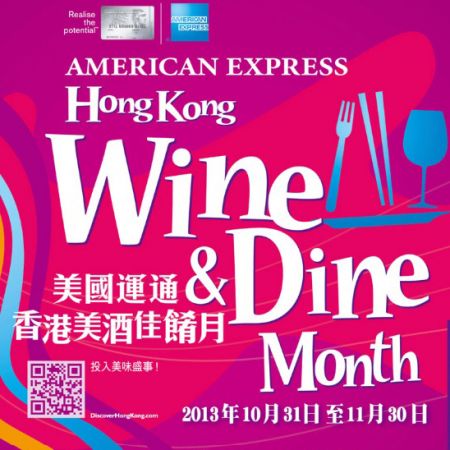 Realise
the
potential™
AMERICAN EXPRESS
AMERICAN EXPRESS
Hong Kong
Wine
& Dine
Month
美國運通
香港美酒佳餚月
投入美味盛事！
DiscoverHongKong.com
2013年10月31日至11月30日